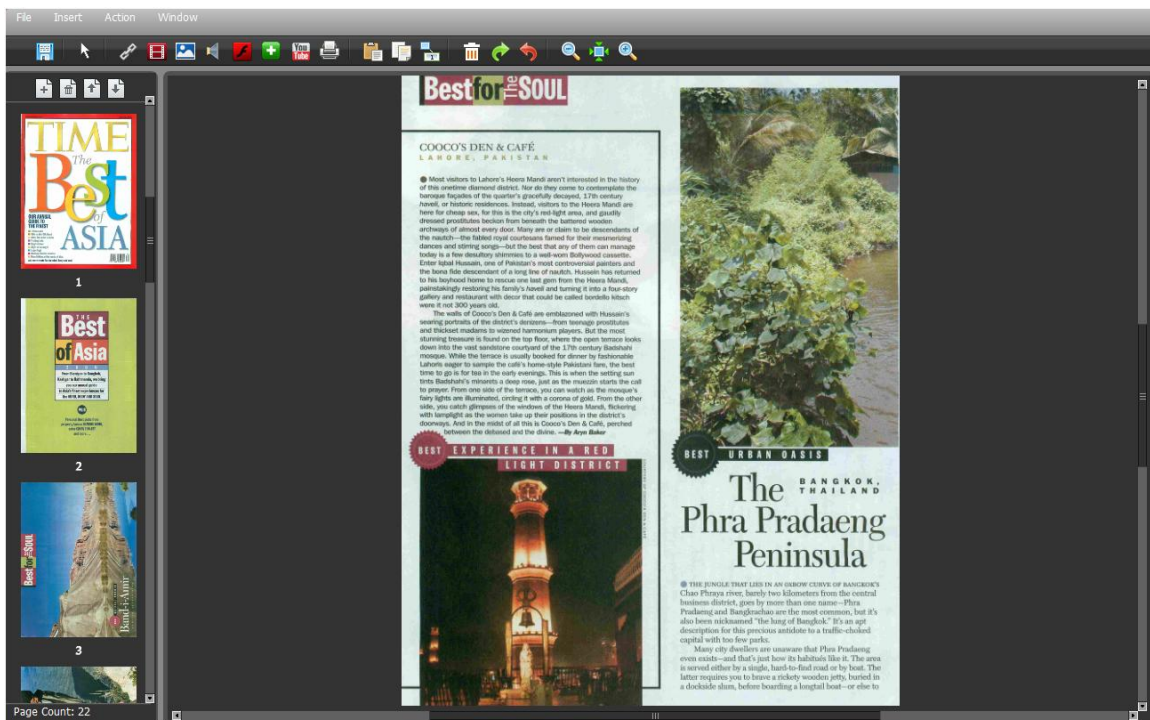 File Insert Action Window
You Tube
TIME
The
Best
of
ASIA
OUR ANNUAL
GUIDE TO
THE FINEST
1
THE
Best
of Asia
2
Best for THE SOUL
Band-i-Amir
3
Page Count: 22
Best for THE SOUL
COOCO'S DEN & CAFÉ
LAHORE, PAKISTAN
Most visitors to Lahore's Heera Mandi aren't interested in the history
of this onetime diamond district. Nor do they come to contemplate the
baroque façades of the quarter's gracefully decayed, 17th century
haveli, or historic residences. Instead, visitors to the Heera Mandi are
here for cheap sex, for this is the city's red-light area, and gaudily
dressed prostitutes beckon from beneath the battered wooden
archways of almost every door. Many are or claim to be descendants of
the nautch—the fabled royal courtesans famed for their mesmerizing
dances and stirring songs—but the best that any of them can manage
today is a few desultory shimmies to a well-worn Bollywood cassette.
Enter Iqbal Hussain, one of Pakistan's most controversial painters and
the bona fide descendant of a long line of nautch. Hussein has returned
to his boyhood home to rescue one last gem from the Heera Mandi,
painstakingly restoring his family's haveli and turning it into a four-story
gallery and restaurant with decor that could be called bordello kitsch
were it not 300 years old.
The walls of Cooco's Den & Café are emblazoned with Hussain's
searing portraits of the district's denizens—from teenage prostitutes
and thickset madams to wizened harmonium players. But the most
stunning treasure is found on the top floor, where the open terrace looks
down into the vast sandstone courtyard of the 17th century Badshahi
mosque. While the terrace is usually booked for dinner by fashionable
Lahoris eager to sample the café's home-style Pakistani fare, the best
time to go is for tea in the early evenings. This is when the setting sun
tints Badshahi's minarets a deep rose, just as the muezzin starts the call
to prayer. From one side of the terrace, you can watch as the mosque's
fairy lights are illuminated, circling it with a corona of gold. From the other
side, you catch glimpses of the windows of the Heera Mandi, flickering
with lamplight as the women take up their positions in the district's
doorways. And in the midst of all this is Cooco's Den & Café, perched
between the debased and the divine. —By Aryn Baker
BEST EXPERIENCE IN A RED
LIGHT DISTRICT
BEST URBAN OASIS
BANGKOK,
THAILAND
The
Phra Pradaeng
Peninsula
THE JUNGLE THAT LIES IN AN OXBOW CURVE OF BANGKOK'S
Chao Phraya river, barely two kilometers from the central
business district, goes by more than one name—Phra
Pradaeng and Bangkrachao are the most common, but it's
also been nicknamed "the lung of Bangkok." It's an apt
description for this precious antidote to a traffic-choked
capital with too few parks.
Many city dwellers are unaware that Phra Pradaeng
even exists—and that's just how its habitués like it. The area
is served either by a single, hard-to-find road or by boat. The
latter requires you to brave a rickety wooden jetty, buried in
a dockside slum, before boarding a longtail boat—or else to